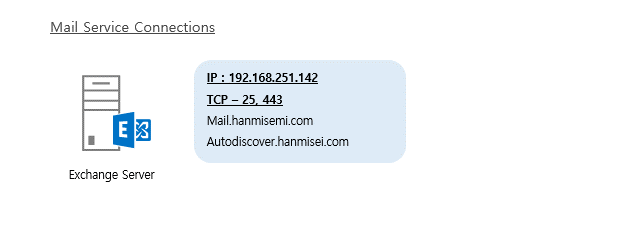 Mail Service Connections
IP : 192.168.251.142
TCP – 25, 443
Mail.hanmisemi.com
Autodiscover.hanmisei.com
E
Exchange Server